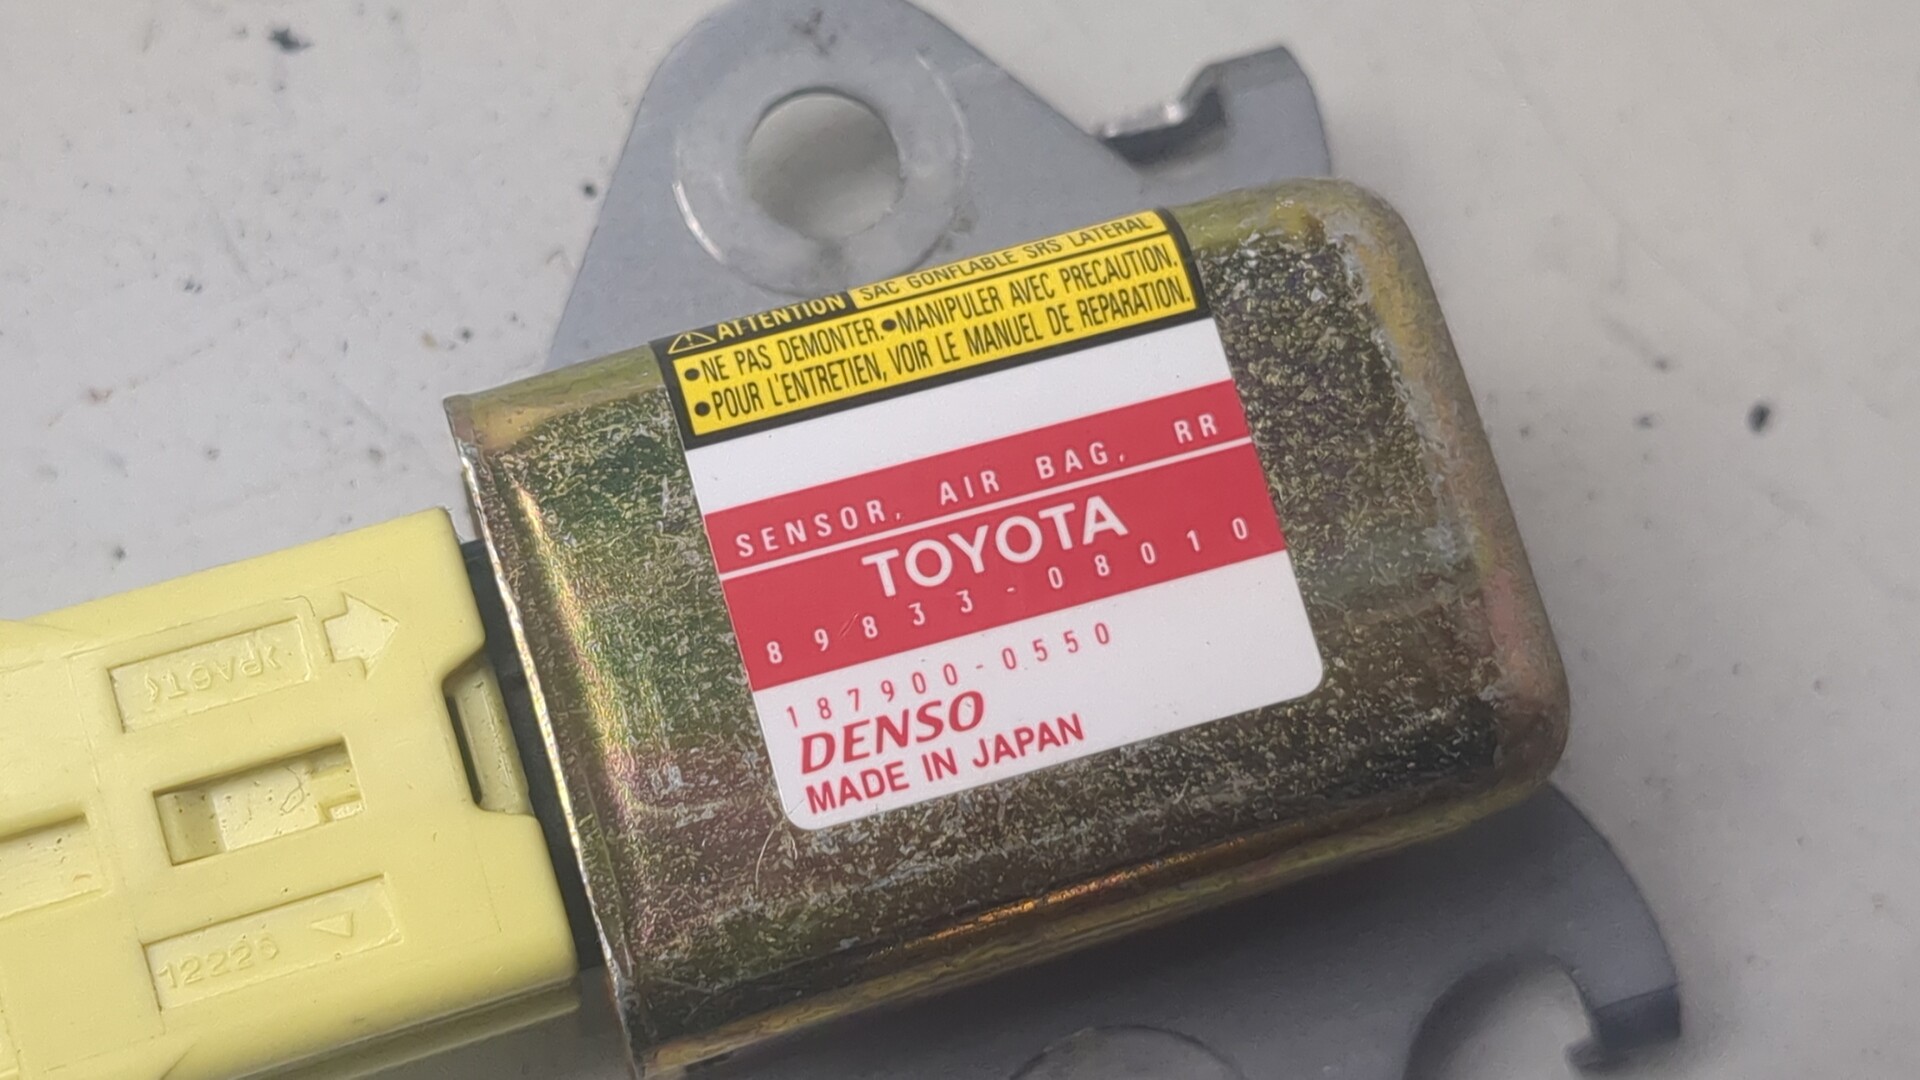 ATTENTION SAC GONFLABLE SRS LATERAL
•NE PAS DEMONTER.•MANIPULER AVEC PRECAUTION.
•POUR L'ENTRETIEN, VOIR LE MANUEL DE REPARATION.
SENSOR, AIR BAG, RR
TOYOTA
89833-08010
187900-0550
DENSO
MADE IN JAPAN